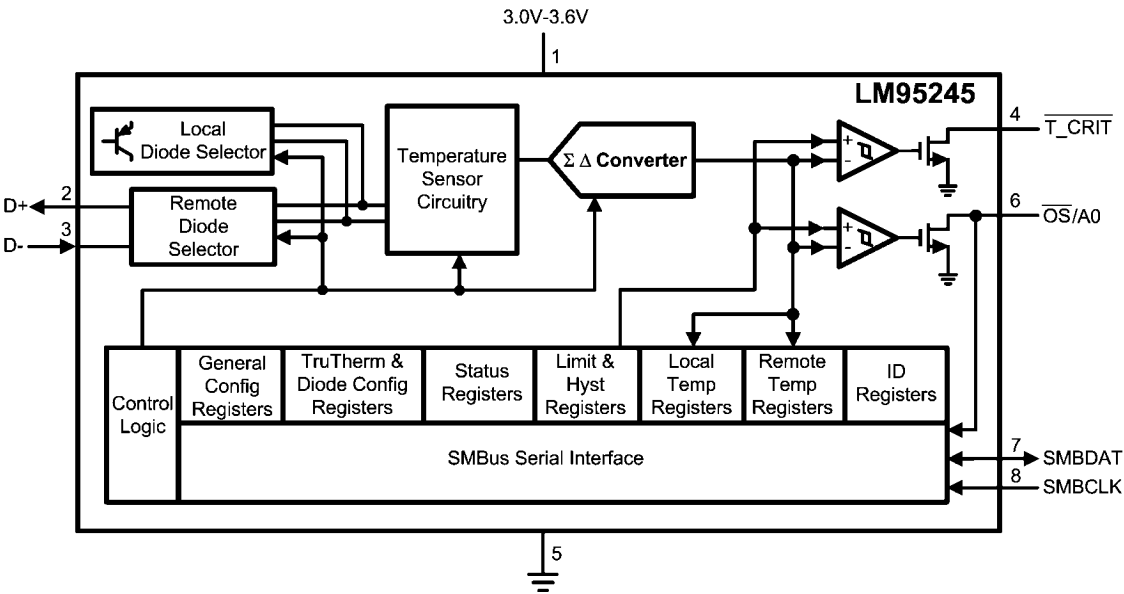 3.0V-3.6V
1
LM95245
Local
Diode Selector
Temperature
Sensor
Circuitry
Σ Δ Converter
+
-
4
T_CRIT
D+
2
D-
3
Remote
Diode
Selector
+
-
6
OS/A0
Control
Logic
General
Config
Registers
TruTherm &
Diode Config
Registers
Status
Registers
Limit &
Hyst
Registers
Local
Temp
Registers
Remote
Temp
Registers
ID
Registers
SMBus Serial Interface
7
SMBDAT
8
SMBCLK
5